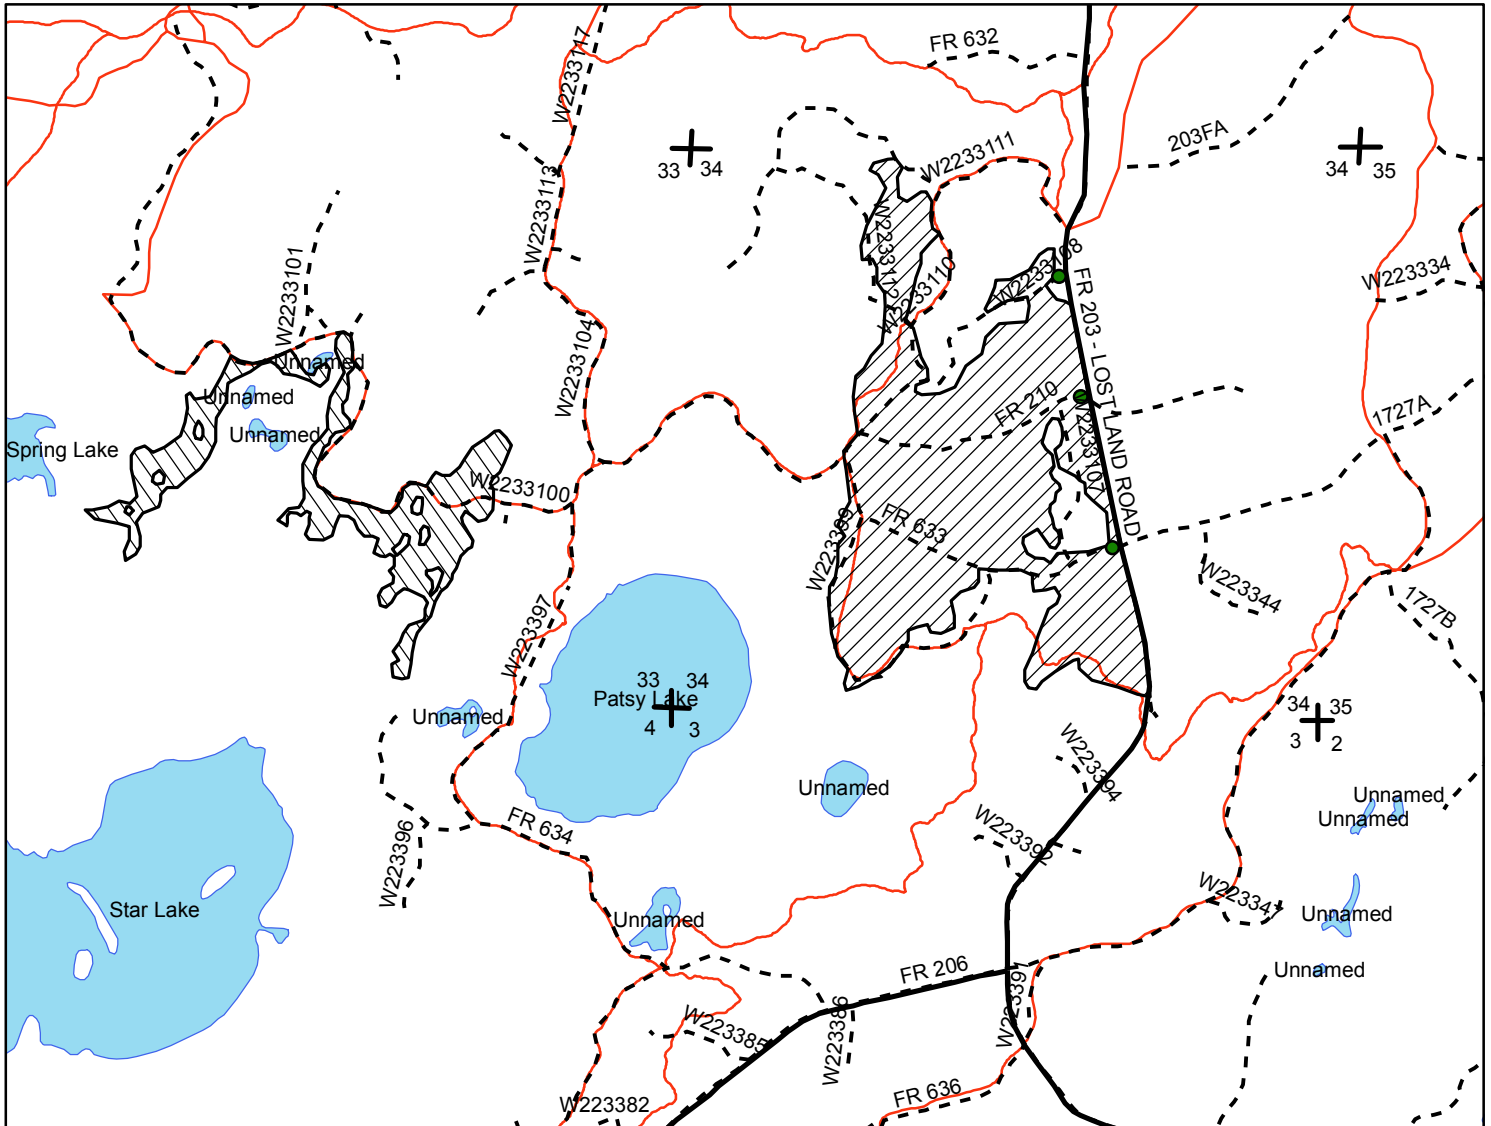 FR 632
W2233117
203FA
33 34
34 35
W2233111
W2233113
W2233112
W2233101
W2233110
W2233108
W223334
W2233104
FR 203 - LOST LAND ROAD
Unnamed
Unnamed
Unnamed
FR 210
1727A
W2233107
Spring Lake
W2233100
W223389
FR 633
W223344
1727B
W223397
33 34
Patsy Lake
4 3
34 35
3 2
Unnamed
W223394
Unnamed
Unnamed
Unnamed
FR 634
W223392
W223396
W22334
Star Lake
Unnamed
Unnamed
FR 206
Unnamed
W223391
W223386
W223385
FR 636
W223382